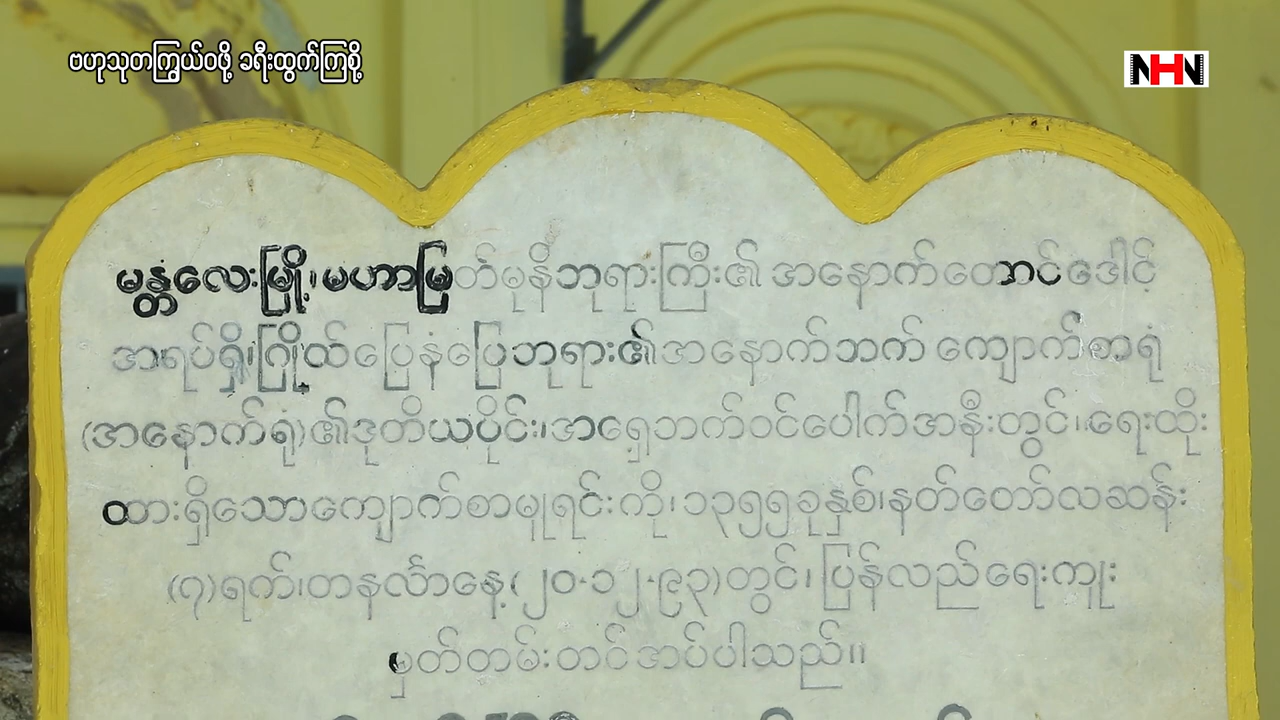 ဗဟုသုတကြွယ်ဝဖို့ ခရီးထွက်ကြစို့
NHN
မန္တလေးမြို့၊မဟာမြတ်မုနိဘုရားကြီး၏ အနောက်တောင်ဒေါင့်
အရပ်ရှိ၊ငြိုထ်ပြေနံပြေဘုရား၏အနောက်ဘက် ကျောက်စာရုံ
(အနောက်ရုံ)၏ဒုတိယပိုင်း၊အရှေ့ဘက်ဝင်ပေါက်အနီးတွင်၊ရေးထိုး
ထားရှိသောကျောက်စာမှုရင်းကို၊၁၃၅၅ခုနှစ်၊နတ်တော်လဆန်း
(၇)ရက်၊တနင်္လာနေ့(၂၀-၁၂-၉၃)တွင်၊ပြန်လည်ရေးကူး
မှတ်တမ်းတင်အပ်ပါသည်။